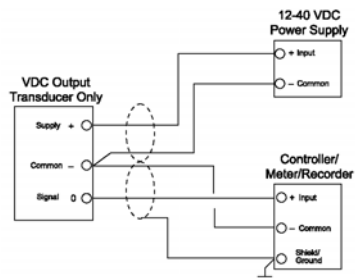 12-40 VDC
Power Supply
+ Input
– Common
VDC Output
Transducer Only
Supply +
Common –
Signal 0
Controller/
Meter/Recorder
+ Input
– Common
Shield/
Ground